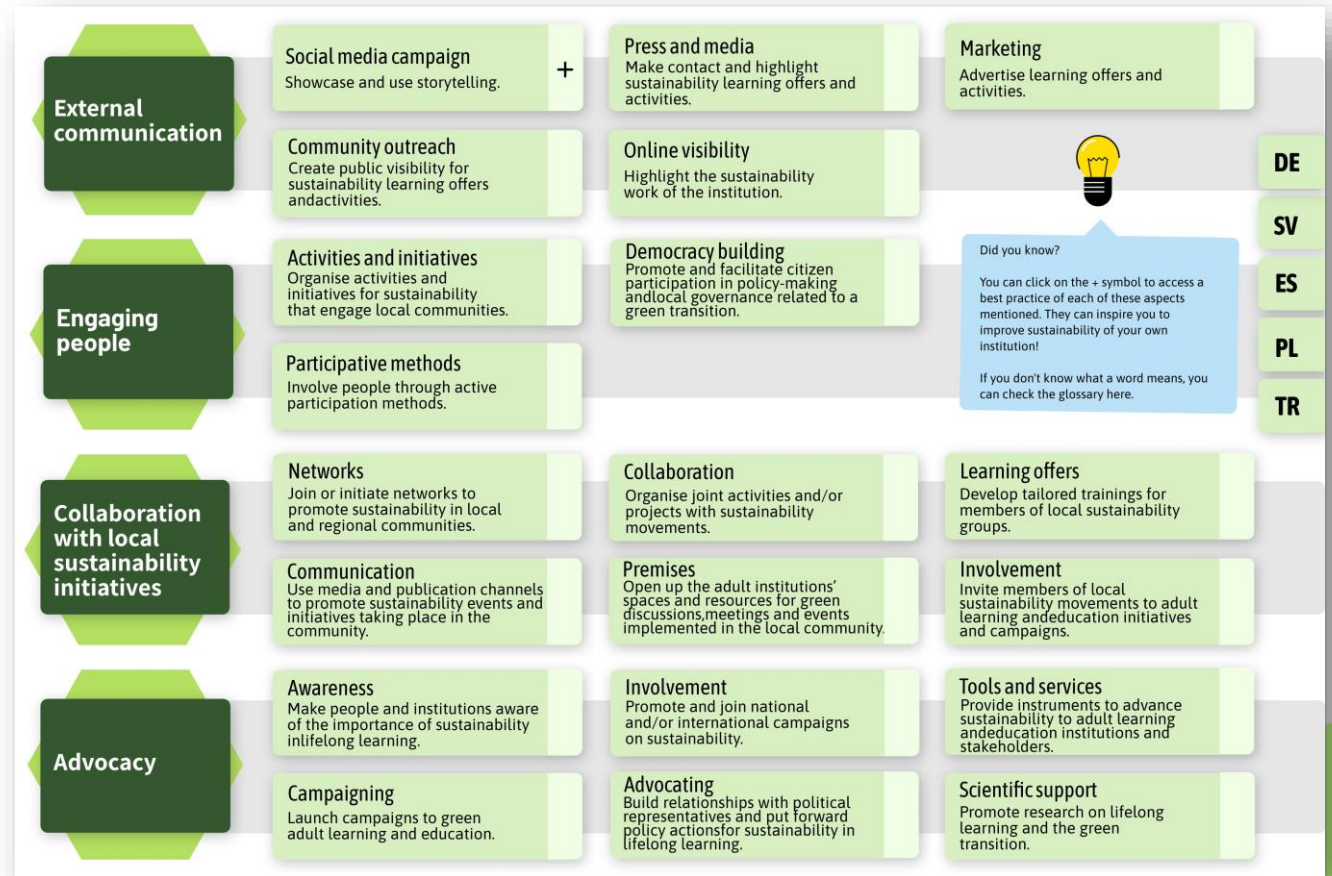 External
communication
Social media campaign
Showcase and use storytelling.
+
Press and media
Make contact and highlight
sustainability learning offers and
activities.
Marketing
Advertise learning offers and
activities.
Community outreach
Create public visibility for
sustainability learning offers
andactivities.
Online visibility
Highlight the sustainability
work of the institution.
Engaging
people
Activities and initiatives
Organise activities and
initiatives for sustainability
that engage local communities.
Democracy building
Promote and facilitate citizen
participation in policy-making
andlocal governance related to a
green transition.
Participative methods
Involve people through active
participation methods.
Did you know?
You can click on the + symbol to access a
best practice of each of these aspects
mentioned. They can inspire you to
improve sustainability of your own
institution!
If you don't know what a word means, you
can check the glossary here.
DE
SV
ES
PL
TR
Collaboration
with local
sustainability
initiatives
Networks
Join or initiate networks to
promote sustainability in local
and regional communities.
Collaboration
Organise joint activities and/or
projects with sustainability
movements.
Learning offers
Develop tailored trainings for
members of local sustainability
groups.
Communication
Use media and publication channels
to promote sustainability events and
initiatives taking place in the
community.
Premises
Open up the adult institutions’
spaces and resources for green
discussions,meetings and events
implemented in the local community.
Involvement
Invite members of local
sustainability movements to adult
learning andeducation initiatives
and campaigns.
Advocacy
Awareness
Make people and institutions aware
of the importance of sustainability
inlifelong learning.
Involvement
Promote and join national
and/or international campaigns
on sustainability.
Tools and services
Provide instruments to advance
sustainability to adult learning
andeducation institutions and
stakeholders.
Campaigning
Launch campaigns to green
adult learning and education.
Advocating
Build relationships with political
representatives and put forward
policy actionsfor sustainability in
lifelong learning.
Scientific support
Promote research on lifelong
learning and the green
transition.